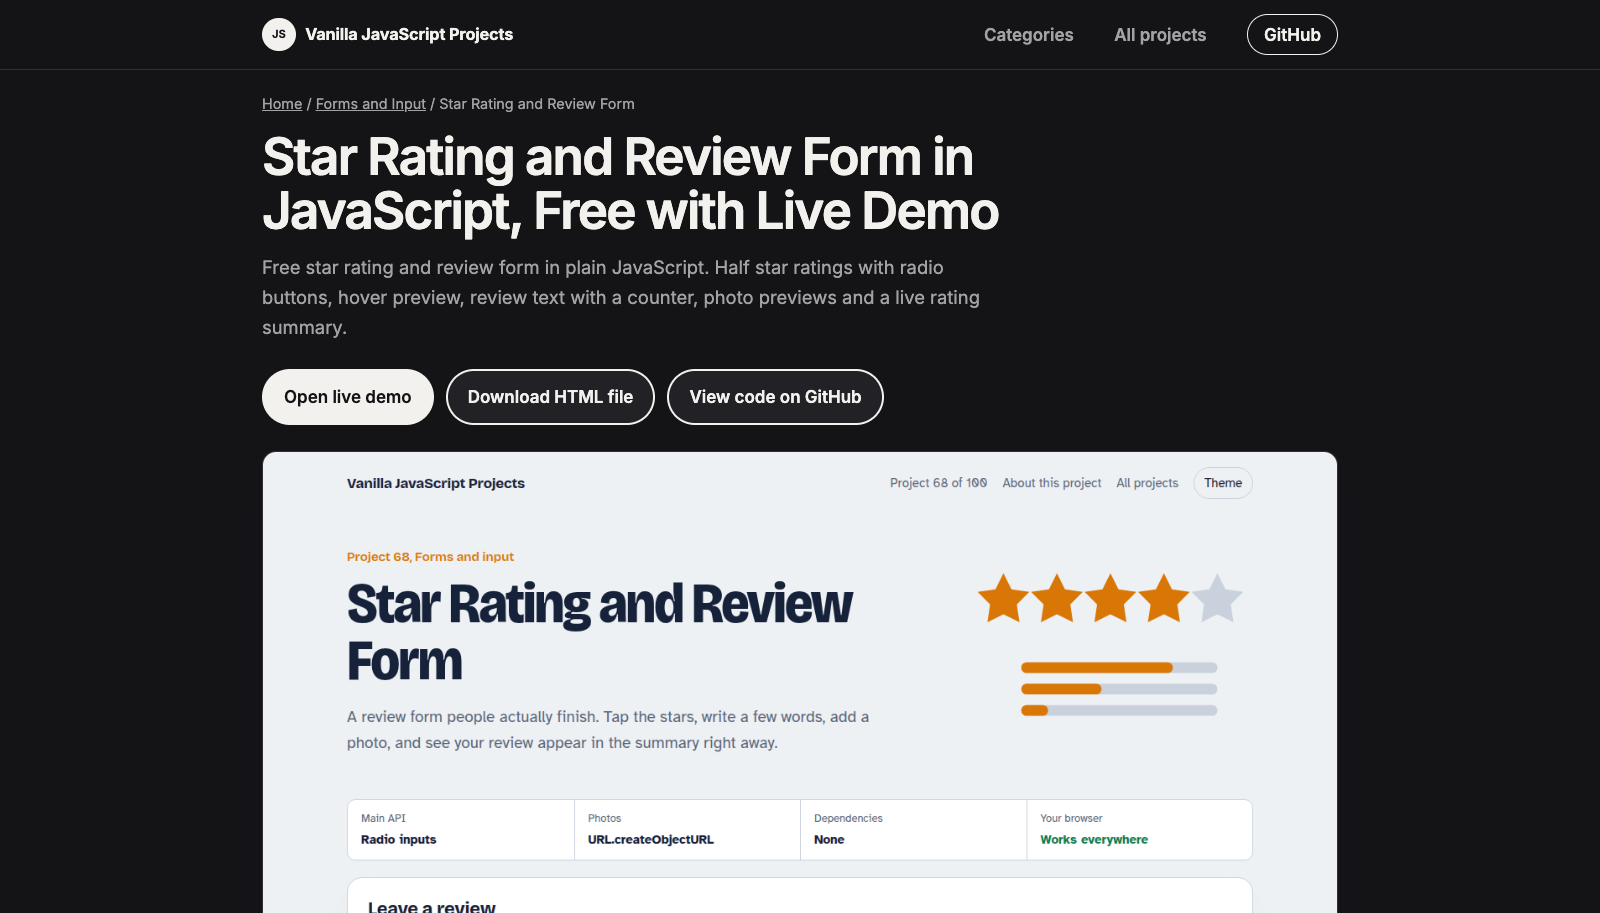 JS
Vanilla JavaScript Projects
Categories
All projects
GitHub
Home / Forms and Input / Star Rating and Review Form
Star Rating and Review Form in
JavaScript, Free with Live Demo
Free star rating and review form in plain JavaScript. Half star ratings with radio
buttons, hover preview, review text with a counter, photo previews and a live rating
summary.
Open live demo
Download HTML file
View code on GitHub
Vanilla JavaScript Projects
Project 68 of 100
About this project
All projects
Theme
Project 68, Forms and input
Star Rating and Review
Form
A review form people actually finish. Tap the stars, write a few words, add a
photo, and see your review appear in the summary right away.
Main API
Radio inputs
Photos
URL.createObjectURL
Dependencies
None
Your browser
Works everywhere
Leave a review